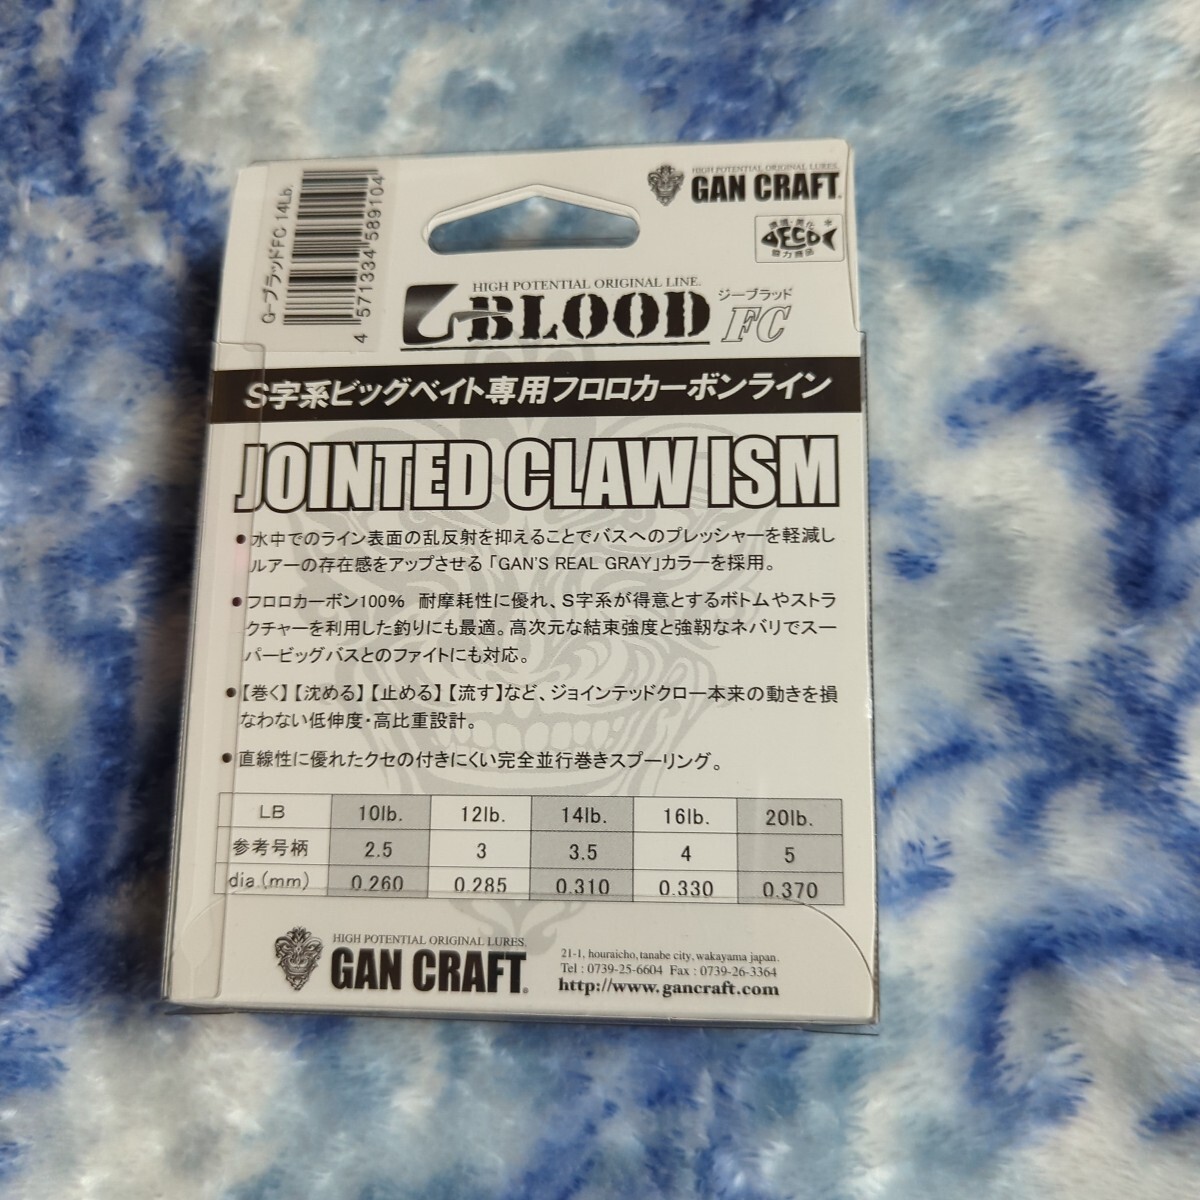 G-ブラッドFC 14Lb.
4 571334 589104
HIGH POTENTIAL ORIGINAL LURES.
GAN CRAFT
環境・美化
ECO
協力商品
HIGH POTENTIAL ORIGINAL LINE.
G-BLOOD FC
ジーブラッド
S字系ビッグベイト専用フロロカーボンライン
JOINTED CLAW ISM
●水中でのライン表面の乱反射を抑えることでバスへのプレッシャーを軽減し
ルアーの存在感をアップさせる「GAN'S REAL GRAY」カラーを採用。
●フロロカーボン100% 耐摩耗性に優れ、S字系が得意とするボトムやストラ
クチャーを利用した釣りにも最適。高次元な結束強度と強靭なネバリでスー
パービッグバスとのファイトにも対応。
●【巻く】【沈める】【止める】【流す】など、ジョインテッドクロー本来の動きを損
なわない低伸度・高比重設計。
●直線性に優れたクセの付きにくい完全並行巻きスプーリング。
LB 10lb. 12lb. 14lb. 16lb. 20lb.
参考号柄 2.5 3 3.5 4 5
dia.(mm) 0.260 0.285 0.310 0.330 0.370
HIGH POTENTIAL ORIGINAL LURES.
GAN CRAFT®
21-1, houraicho, tanabe city, wakayama japan.
Tel : 0739-25-6604 Fax : 0739-26-3364
http://www.gancraft.com